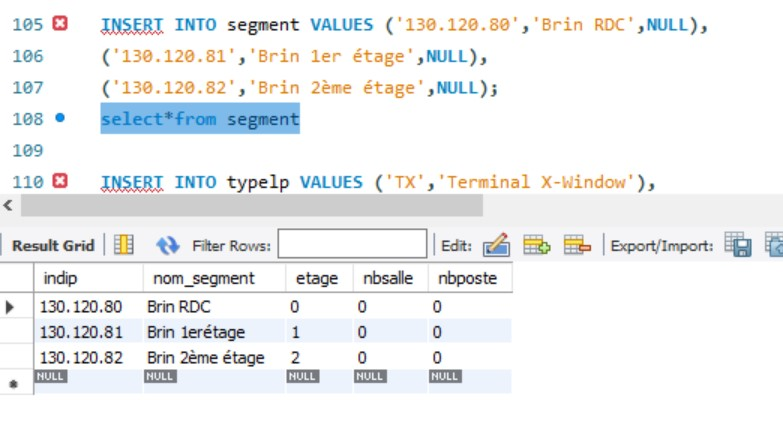 105 INSERT INTO segment VALUES ('130.120.80','Brin RDC',NULL),
106 ('130.120.81','Brin 1er étage',NULL),
107 ('130.120.82','Brin 2ème étage',NULL);
108 select*from segment
109
110 INSERT INTO typelp VALUES ('TX','Terminal X-Window'),
Result Grid Filter Rows: Edit: Export/Import:
indip nom_segment etage nbsalle nbposte
130.120.80 Brin RDC 0 0 0
130.120.81 Brin 1erétage 1 0 0
130.120.82 Brin 2ème étage 2 0 0
NULL NULL NULL NULL NULL